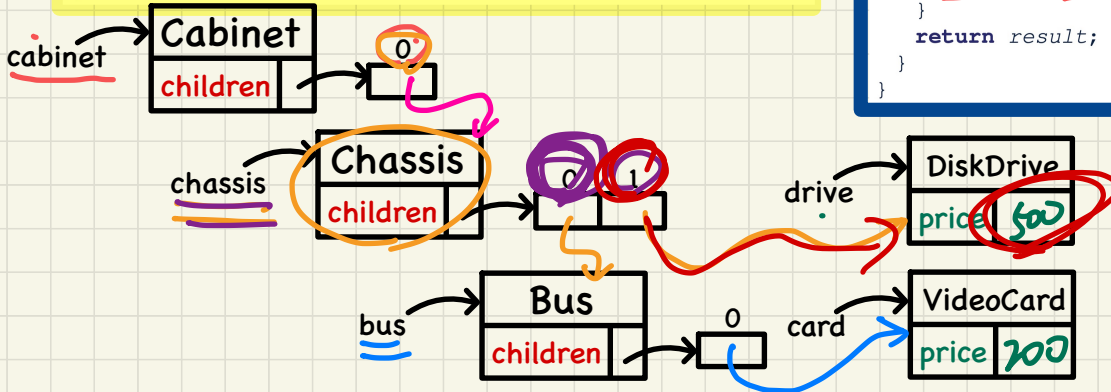 }
return result;
}
}
cabinet
Cabinet
children
0
chassis
Chassis
children
0 1
drive
DiskDrive
price 500
bus
Bus
children
0
card
VideoCard
price 200